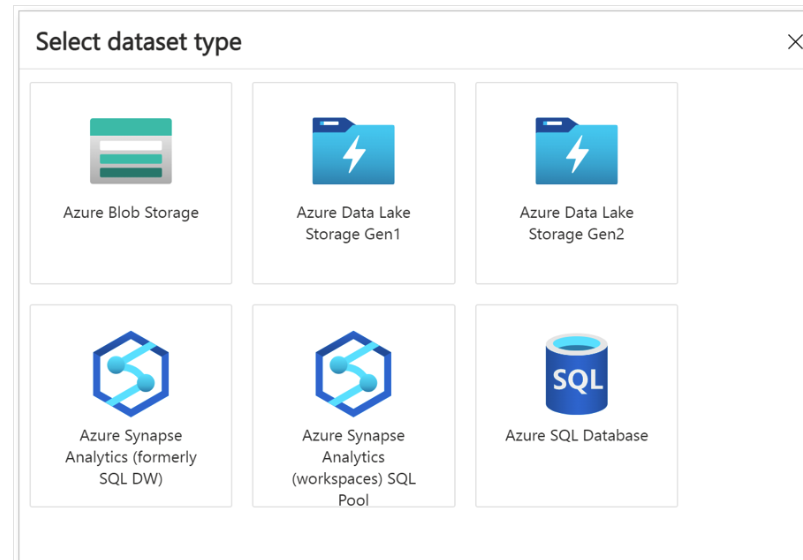 Select dataset type
Azure Blob Storage
Azure Data Lake
Storage Gen1
Azure Data Lake
Storage Gen2
Azure Synapse
Analytics (formerly
SQL DW)
Azure Synapse
Analytics
(workspaces) SQL
Pool
SQL
Azure SQL Database